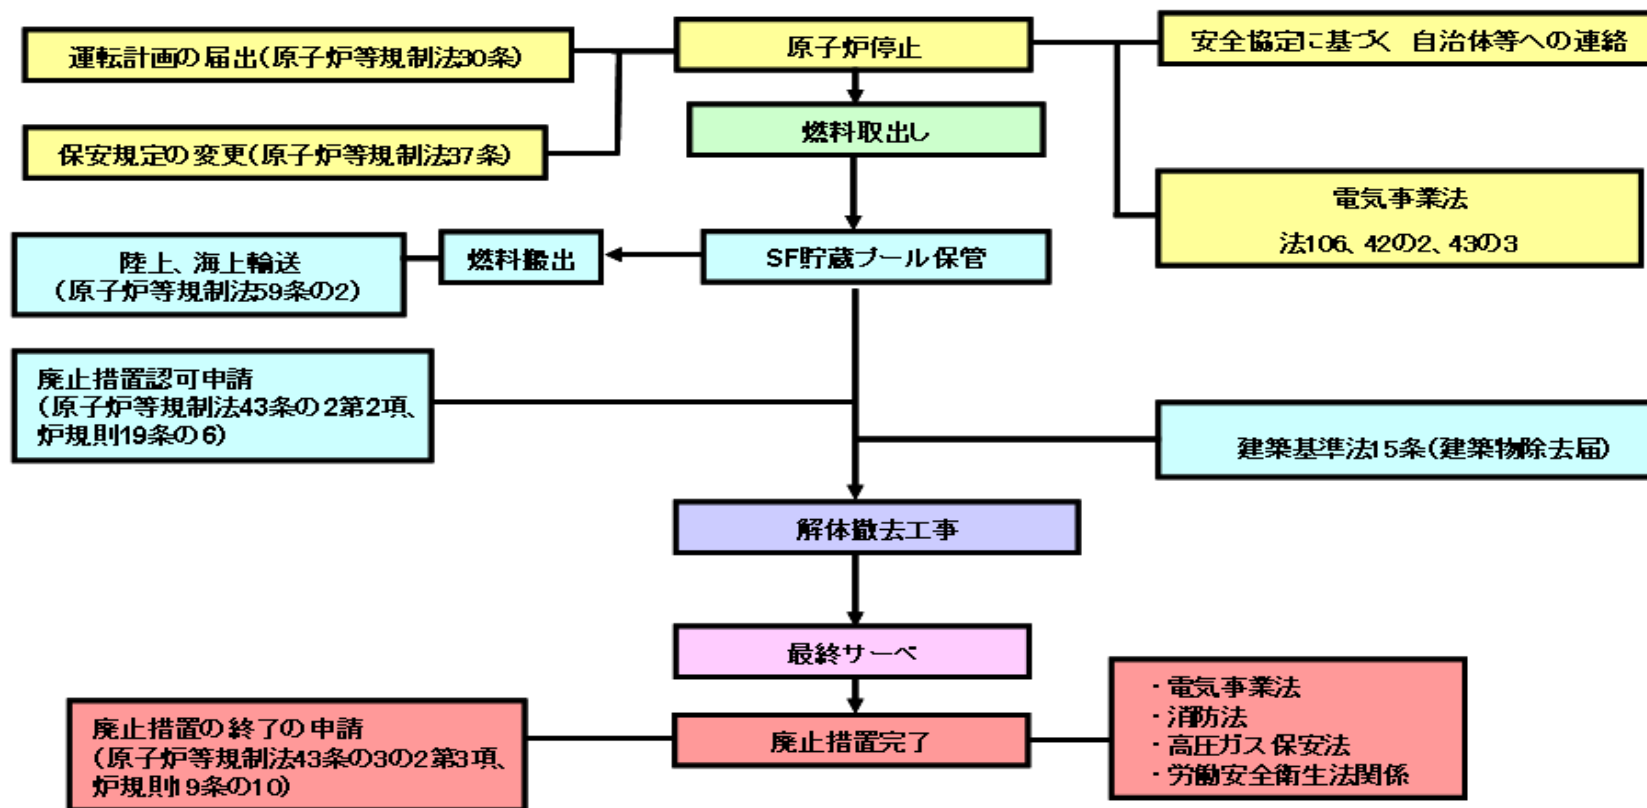 運転計画の届出(原子炉等規制法30条)
原子炉停止
安全協定に基づく 自治体等への連絡
保安規定の変更(原子炉等規制法37条)
燃料取出し
電気事業法
法106、42の2、43の3
陸上、海上輸送
(原子炉等規制法59条の2)
燃料搬出
SF貯蔵プール保管
廃止措置認可申請
(原子炉等規制法43条の2第2項、
炉規則19条の6)
建築基準法15条(建築物除去届)
解体撤去工事
最終サーベ
廃止措置の終了の申請
(原子炉等規制法43条の3の2第3項、
炉規則19条の10)
廃止措置完了
・電気事業法
・消防法
・高圧ガス保安法
・労働安全衛生法関係